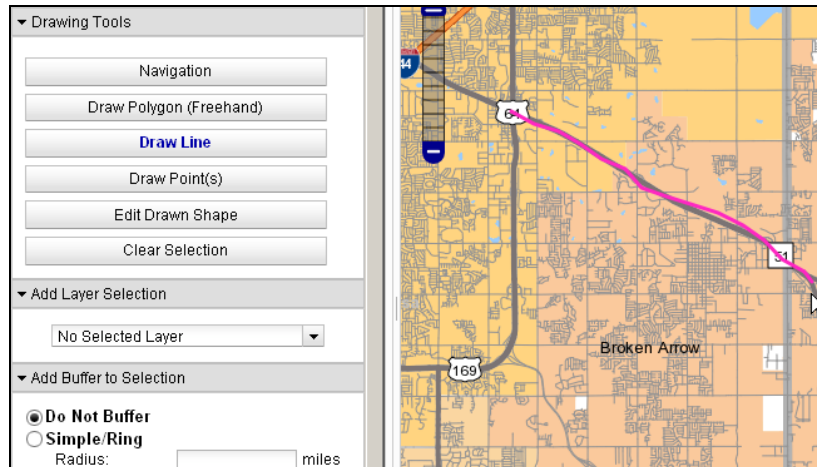 Drawing Tools
Navigation
Draw Polygon (Freehand)
Draw Line
Draw Point(s)
Edit Drawn Shape
Clear Selection
Add Layer Selection
No Selected Layer
Add Buffer to Selection
Do Not Buffer
Simple/Ring
Radius: miles
44
64
51
Broken Arrow
169